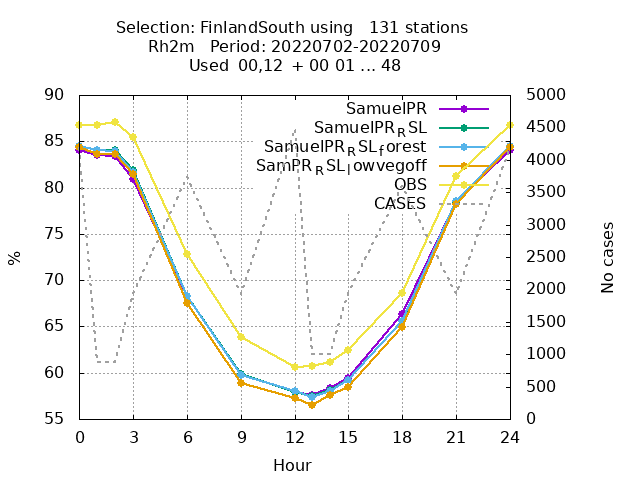 Selection: FinlandSouth using   131 stations
Rh2m   Period: 20220702-20220709
Used  00,12  + 00 01 ... 48
SamuelPR
SamuelPR_RSL
SamuelPR_RSL_forest
SamPR_RSL_lowvegoff
OBS
CASES
90
85
80
75
70
65
60
55
%
5000
4500
4000
3500
3000
2500
2000
1500
1000
500
0
No cases
0 3 6 9 12 15 18 21 24
Hour